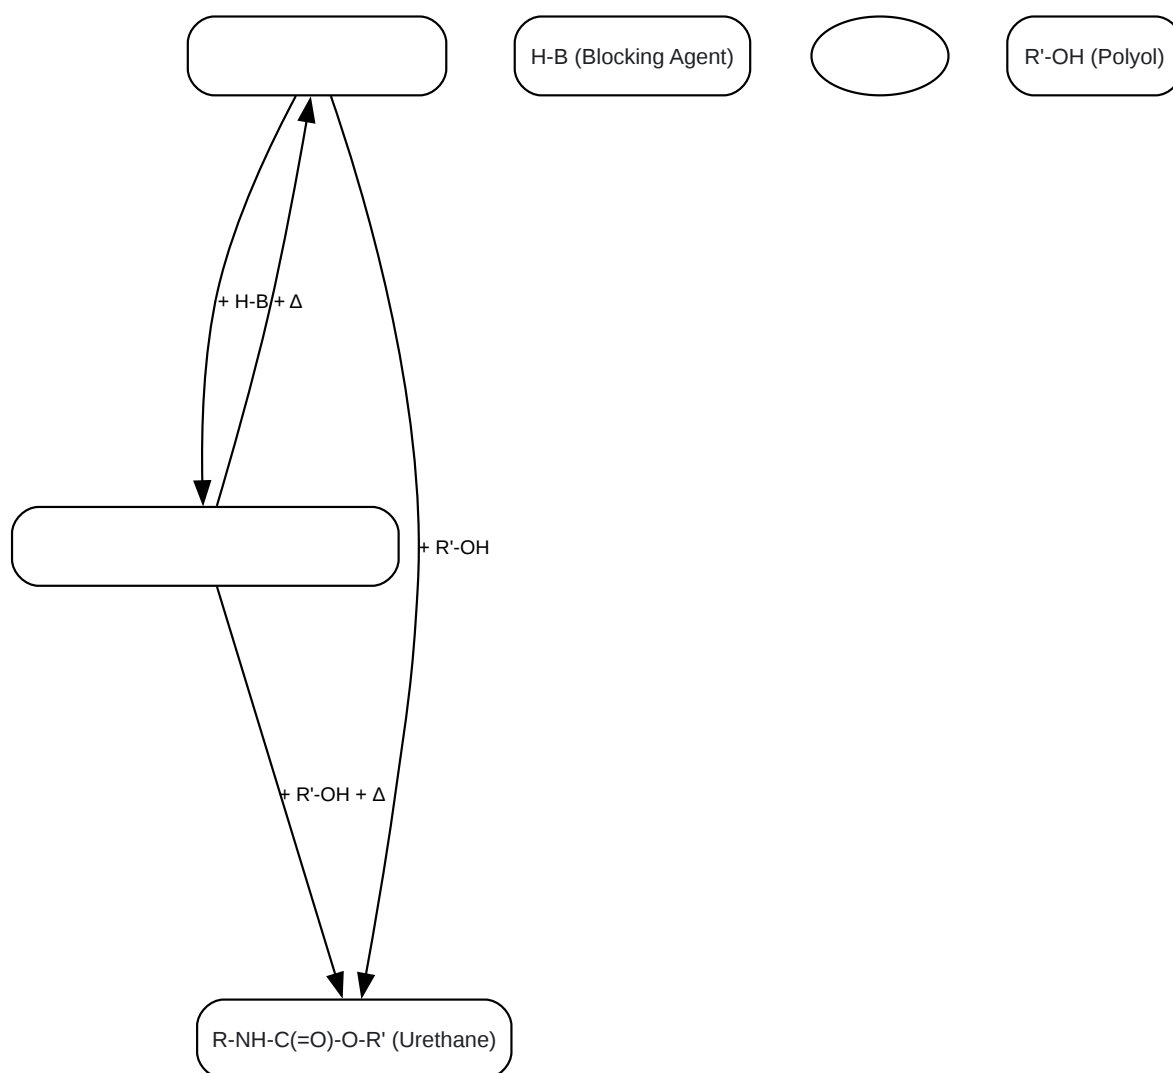 H-B (Blocking Agent)
R'-OH (Polyol)
+ H-B
+ Δ
+ R'-OH
+ R'-OH + Δ
R-NH-C(=O)-O-R' (Urethane)